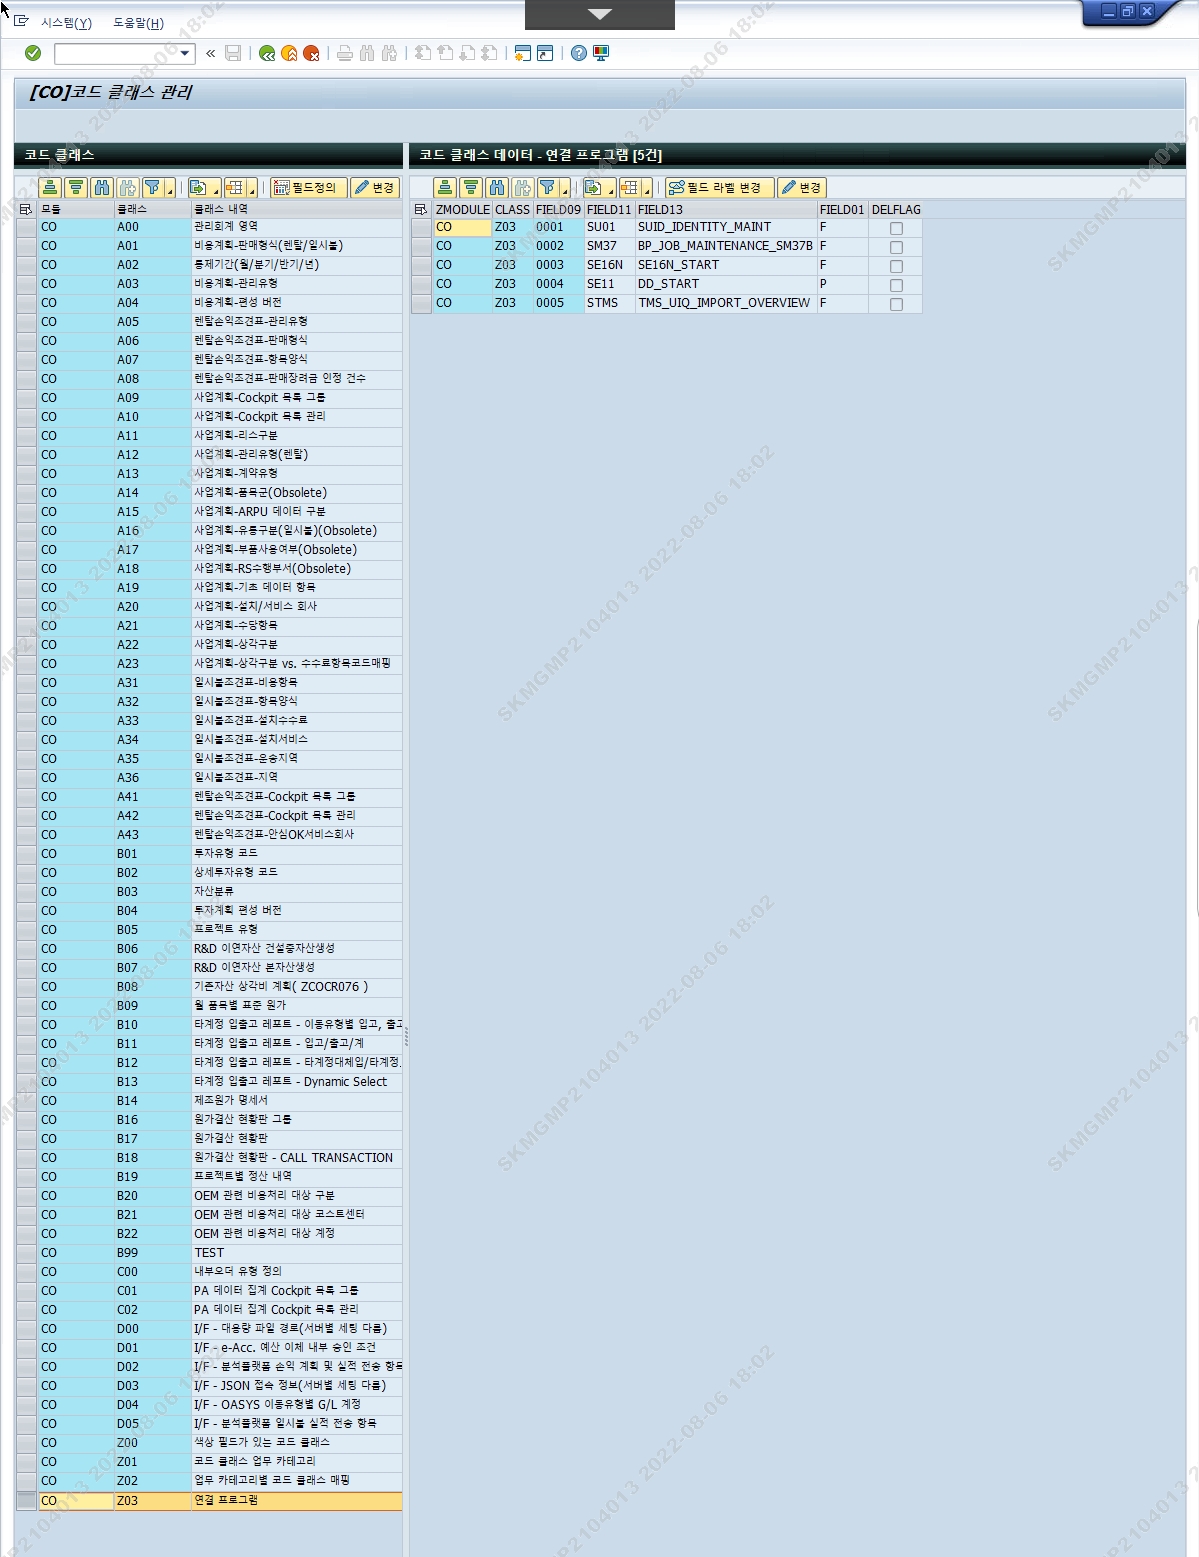 시스템(Y) 도움말(H)
[CO]코드 클래스 관리
코드 클래스
코드 클래스 데이터 - 연결 프로그램 [5건]
필드정의 변경
필드 라벨 변경 변경
모듈 클래스 클래스 내역
CO A00 관리회계 영역
CO A01 비용계획-판매형식(렌탈/일시불)
CO A02 통제기간(월/분기/반기/년)
CO A03 비용계획-관리유형
CO A04 비용계획-편성 버전
CO A05 렌탈손익조견표-관리유형
CO A06 렌탈손익조견표-판매형식
CO A07 렌탈손익조견표-항목양식
CO A08 렌탈손익조견표-판매장려금 인정 건수
CO A09 사업계획-Cockpit 목록 그룹
CO A10 사업계획-Cockpit 목록 관리
CO A11 사업계획-리스구분
CO A12 사업계획-관리유형(렌탈)
CO A13 사업계획-계약유형
CO A14 사업계획-품목군(Obsolete)
CO A15 사업계획-ARPU 데이터 구분
CO A16 사업계획-유통구분(일시불)(Obsolete)
CO A17 사업계획-부품사용여부(Obsolete)
CO A18 사업계획-RS수행부서(Obsolete)
CO A19 사업계획-기초 데이터 항목
CO A20 사업계획-설치/서비스 회사
CO A21 사업계획-수당항목
CO A22 사업계획-상각구분
CO A23 사업계획-상각구분 vs. 수수료항목코드매핑
CO A31 일시불조견표-비용항목
CO A32 일시불조견표-항목양식
CO A33 일시불조견표-설치수수료
CO A34 일시불조견표-설치서비스
CO A35 일시불조견표-운송지역
CO A36 일시불조견표-지역
CO A41 렌탈손익조견표-Cockpit 목록 그룹
CO A42 렌탈손익조견표-Cockpit 목록 관리
CO A43 렌탈손익조견표-안심OK서비스회사
CO B01 투자유형 코드
CO B02 상세투자유형 코드
CO B03 자산분류
CO B04 투자계획 편성 버전
CO B05 프로젝트 유형
CO B06 R&D 이연자산 건설중자산생성
CO B07 R&D 이연자산 본자산생성
CO B08 기존자산 상각비 계획( ZCOCR076 )
CO B09 월 품목별 표준 원가
CO B10 타계정 입출고 레포트 - 이동유형별 입고, 출고
CO B11 타계정 입출고 레포트 - 입고/출고/계
CO B12 타계정 입출고 레포트 - 타계정대체입/타계정.
CO B13 타계정 입출고 레포트 - Dynamic Select
CO B14 제조원가 명세서
CO B16 원가결산 현황판 그룹
CO B17 원가결산 현황판
CO B18 원가결산 현황판 - CALL TRANSACTION
CO B19 프로젝트별 정산 내역
CO B20 OEM 관련 비용처리 대상 구분
CO B21 OEM 관련 비용처리 대상 코스트센터
CO B22 OEM 관련 비용처리 대상 계정
CO B99 TEST
CO C00 내부오더 유형 정의
CO C01 PA 데이터 집계 Cockpit 목록 그룹
CO C02 PA 데이터 집계 Cockpit 목록 관리
CO D00 I/F - 대용량 파일 경로(서버별 세팅 다름)
CO D01 I/F - e-Acc. 예산 이체 내부 승인 조건
CO D02 I/F - 분석플랫폼 손익 계획 및 실적 전송 항목
CO D03 I/F - JSON 접속 정보(서버별 세팅 다름)
CO D04 I/F - OASYS 이동유형별 G/L 계정
CO D05 I/F - 분석플랫폼 일시불 실적 전송 항목
CO Z00 색상 필드가 있는 코드 클래스
CO Z01 코드 클래스 업무 카테고리
CO Z02 업무 카테고리별 코드 클래스 매핑
CO Z03 연결 프로그램
ZMODULE CLASS FIELD09 FIELD11 FIELD13 FIELD01 DELFLAG
CO Z03 0001 SU01 SUID_IDENTITY_MAINT F
CO Z03 0002 SM37 BP_JOB_MAINTENANCE_SM37B F
CO Z03 0003 SE16N SE16N_START F
CO Z03 0004 SE11 DD_START P
CO Z03 0005 STMS TMS_UIQ_IMPORT_OVERVIEW F
SKMGMP2104013 2022-08-06 18:02